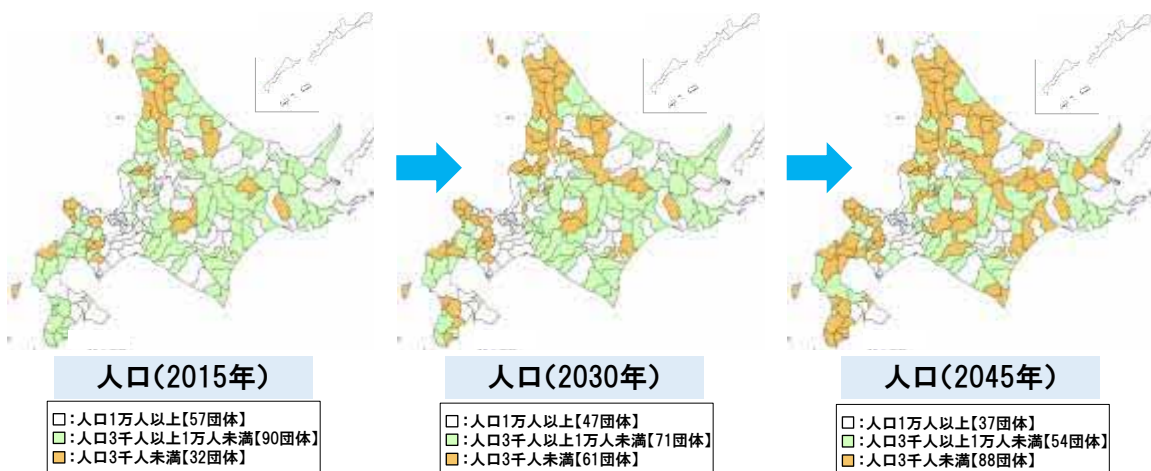 人口(2015年)
□:人口1万人以上【57団体】
□:人口3千人以上1万人未満【90団体】
□:人口3千人未満【32団体】
人口(2030年)
□:人口1万人以上【47団体】
□:人口3千人以上1万人未満【71団体】
□:人口3千人未満【61団体】
人口(2045年)
□:人口1万人以上【37団体】
□:人口3千人以上1万人未満【54団体】
□:人口3千人未満【88団体】